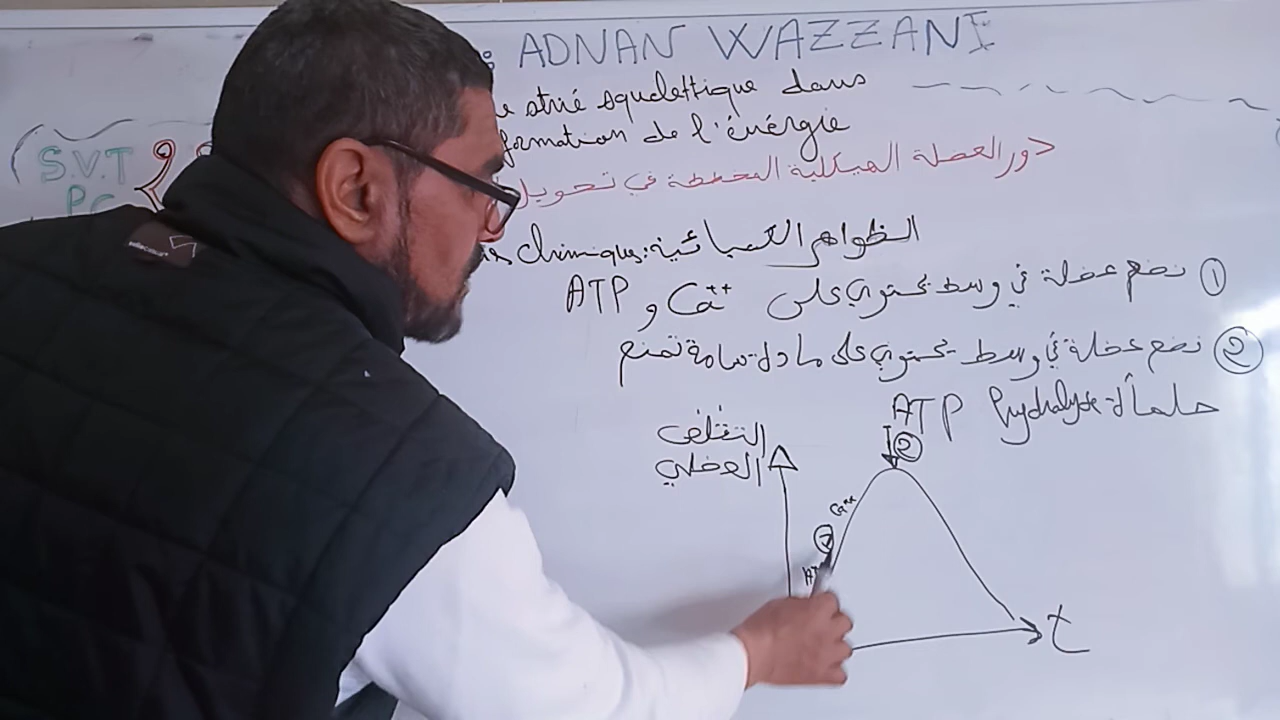 : ADNAN WAZZANI
strié squelettique dans
formation de l'énergie
دور العضلة الهيكلية المخططة في تحويل
S.V.T
PC
chimiques: الظواهر الكيميائية
① نضع عضلة في وسط يحتوي على Ca++ و ATP
② نضع عضلة في وسط يحتوي على مادة سامة تمنع
حلمأة hydrolyse ATP
التقلص
العضلي
②
Ca++
①
t